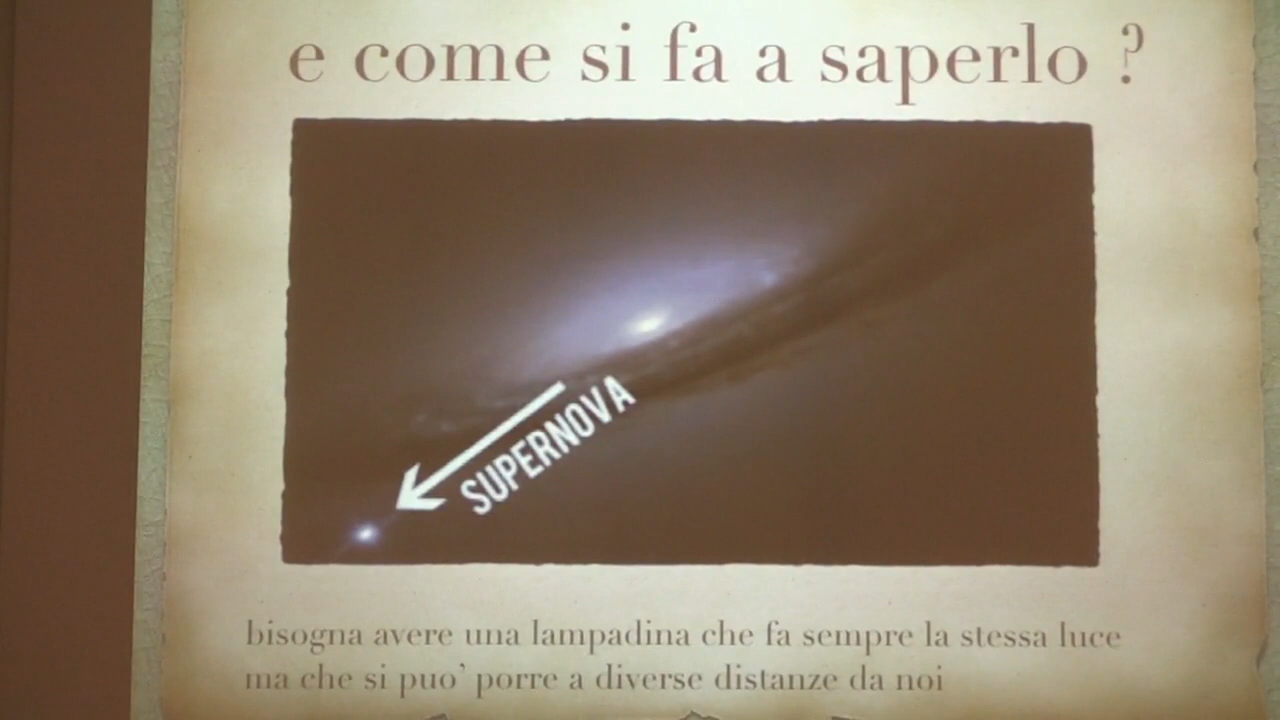 e come si fa a saperlo ?
SUPERNOVA
bisogna avere una lampadina che fa sempre la stessa luce
ma che si puo' porre a diverse distanze da noi